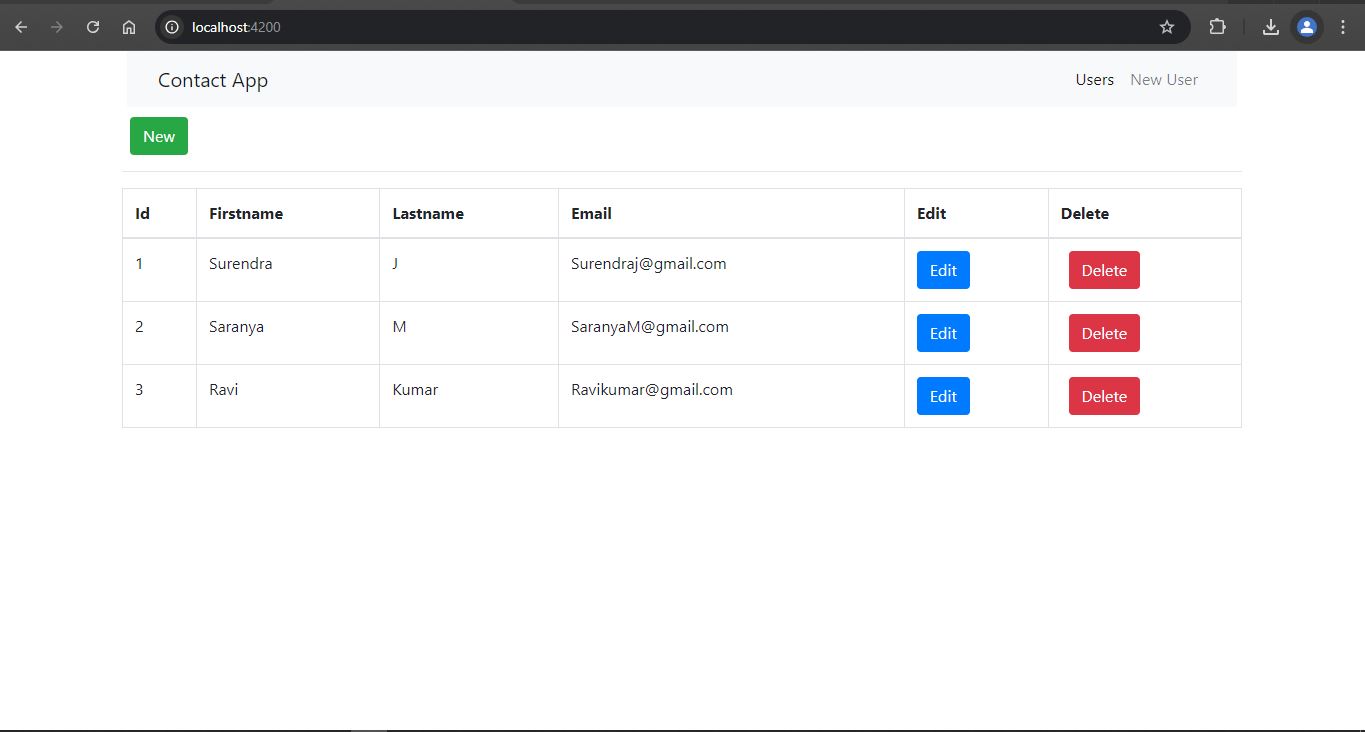 localhost:4200
Contact App Users New User
New
Id Firstname Lastname Email Edit Delete
1 Surendra J Surendraj@gmail.com Edit Delete
2 Saranya M SaranyaM@gmail.com Edit Delete
3 Ravi Kumar Ravikumar@gmail.com Edit Delete